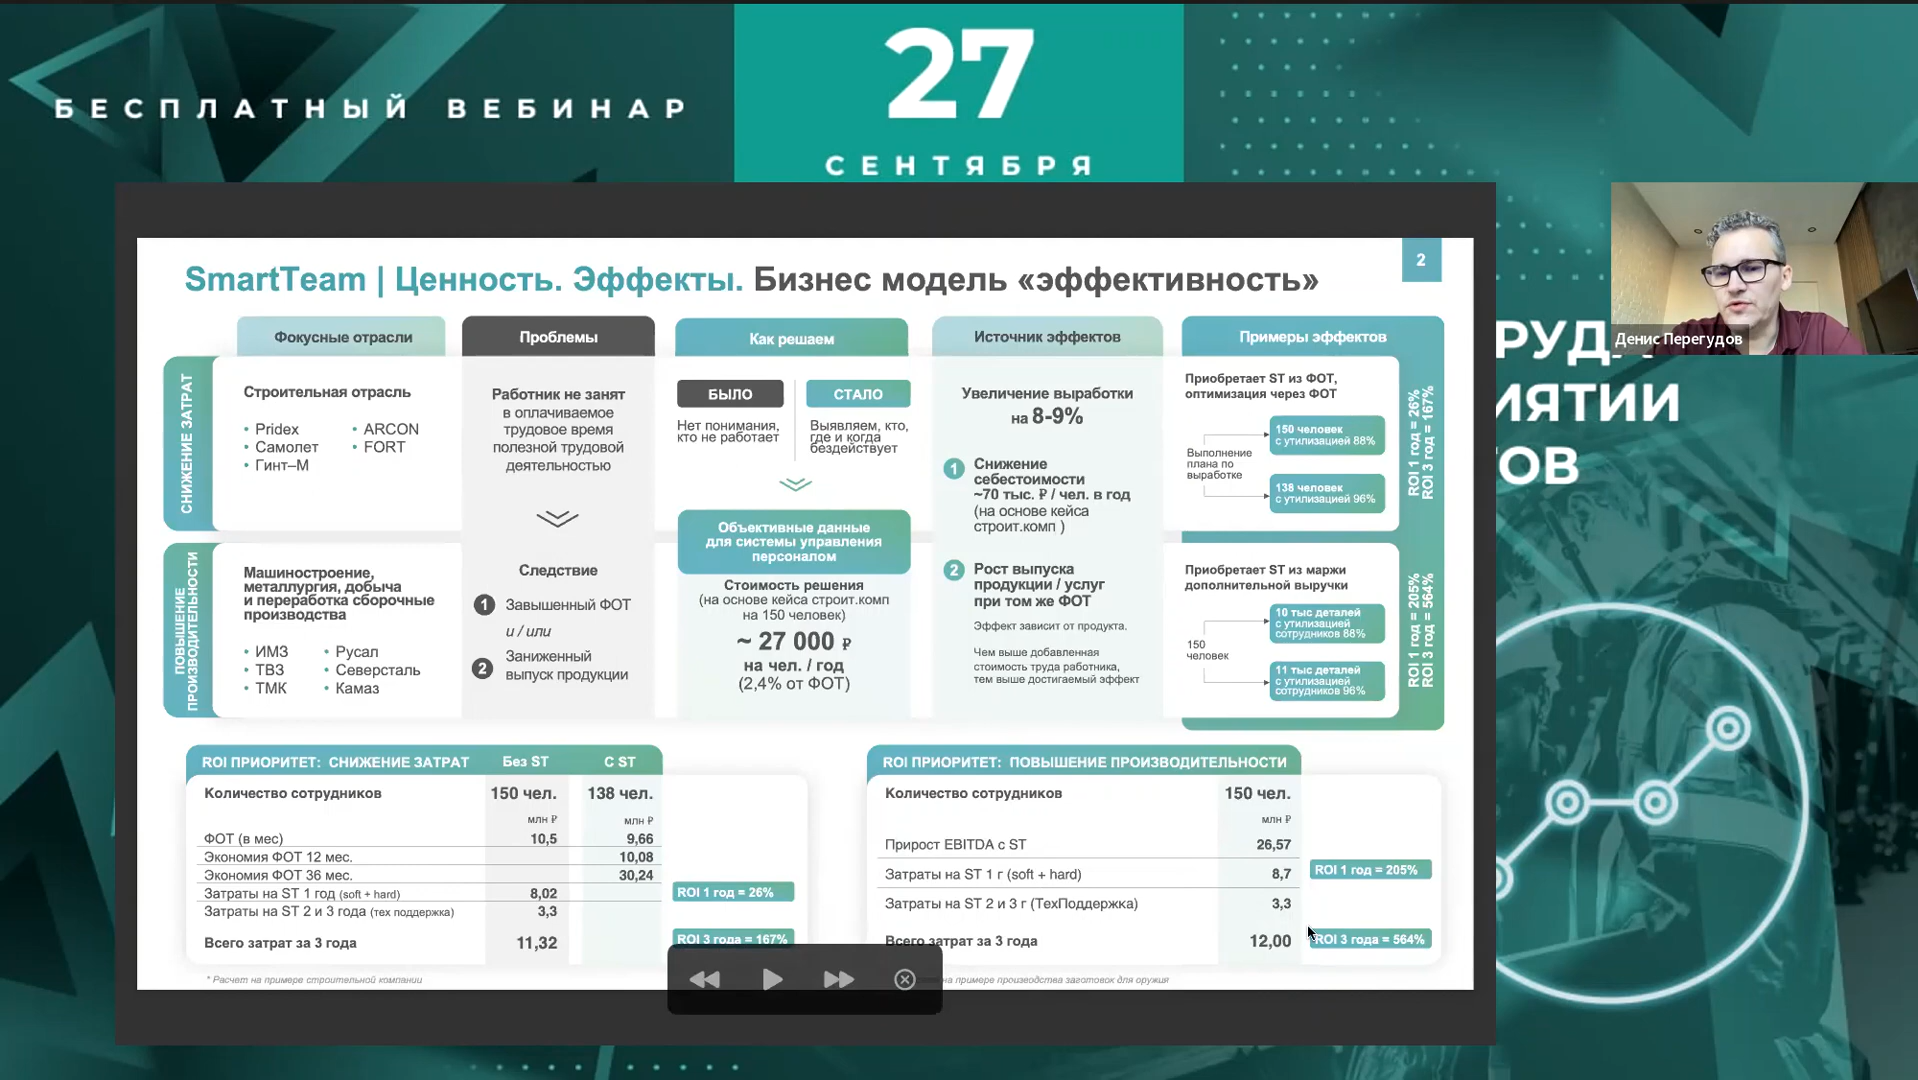 БЕСПЛАТНЫЙ ВЕБИНАР
27
СЕНТЯБРЯ
Денис Перегудов
SmartTeam | Ценность. Эффекты. Бизнес модель «эффективность»
2
Фокусные отрасли
Проблемы
Как решаем
Источник эффектов
Примеры эффектов
СНИЖЕНИЕ ЗАТРАТ
Строительная отрасль
• Pridex
• Самолет
• Гинт–М
• ARCON
• FORT
ПОВЫШЕНИЕ
ПРОИЗВОДИТЕЛЬНОСТИ
Машиностроение,
металлургия, добыча
и переработка сборочные
производства
• ИМЗ
• ТВЗ
• ТМК
• Русал
• Северсталь
• Камаз
Работник не занят
в оплачиваемое
трудовое время
полезной трудовой
деятельностью
Следствие
1 Завышенный ФОТ
и / или
2 Заниженный
выпуск продукции
БЫЛО
Нет понимания,
кто не работает
СТАЛО
Выявляем, кто,
где и когда
бездействует
Объективные данные
для системы управления
персоналом
Стоимость решения
(на основе кейса строит.комп
на 150 человек)
~ 27 000 ₽
на чел. / год
(2,4% от ФОТ)
Увеличение выработки
на 8-9%
1 Снижение
себестоимости
~70 тыс. ₽ / чел. в год
(на основе кейса
строит.комп )
2 Рост выпуска
продукции / услуг
при том же ФОТ
Эффект зависит от продукта.
Чем выше добавленная
стоимость труда работника,
тем выше достигаемый эффект
Приобретает ST из ФОТ,
оптимизация через ФОТ
Выполнение
плана по
выработке
150 человек
с утилизацией 88%
138 человек
с утилизацией 96%
ROI 1 год = 26%
ROI 3 год = 167%
Приобретает ST из маржи
дополнительной выручки
150
человек
10 тыс деталей
с утилизацией
сотрудников 88%
11 тыс деталей
с утилизацией
сотрудников 96%
ROI 1 год = 205%
ROI 3 год = 564%
ROI ПРИОРИТЕТ: СНИЖЕНИЕ ЗАТРАТ Без ST С ST
Количество сотрудников 150 чел. 138 чел.
млн ₽ млн ₽
ФОТ (в мес) 10,5 9,66
Экономия ФОТ 12 мес. 10,08
Экономия ФОТ 36 мес. 30,24
Затраты на ST 1 год (soft + hard) 8,02
Затраты на ST 2 и 3 года (тех поддержка) 3,3
Всего затрат за 3 года 11,32
ROI 1 год = 26%
ROI 3 года = 167%
* Расчет на примере строительной компании
ROI ПРИОРИТЕТ: ПОВЫШЕНИЕ ПРОИЗВОДИТЕЛЬНОСТИ
Количество сотрудников 150 чел.
млн ₽
Прирост EBITDA с ST 26,57
Затраты на ST 1 г (soft + hard) 8,7
Затраты на ST 2 и 3 г (ТехПоддержка) 3,3
Всего затрат за 3 года 12,00
ROI 1 год = 205%
ROI 3 года = 564%
на примере производства заготовок для оружия